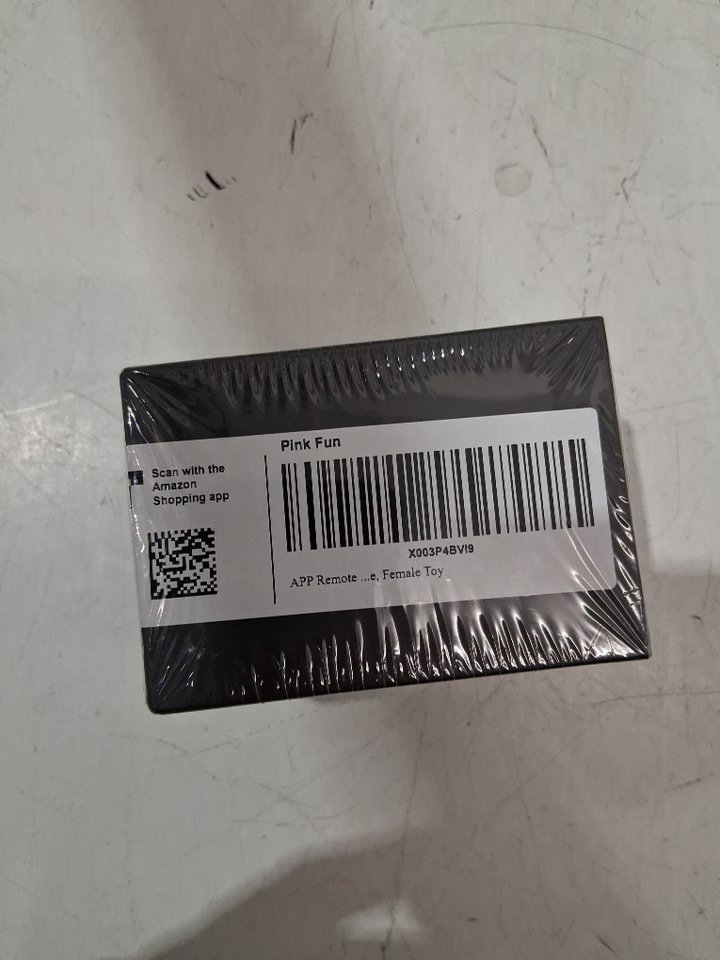 Pink Fun
Scan with the
Amazon
Shopping app
X003P4BVI9
APP Remote ...e, Female Toy